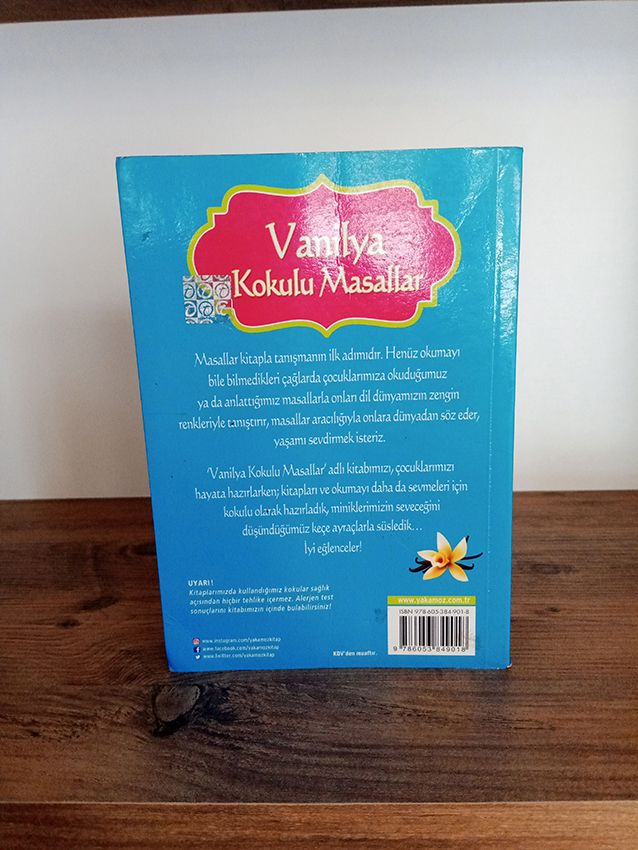 Vanilya
Kokulu Masallar
Masallar kitapla tanışmanın ilk adımıdır. Henüz okumayı
bile bilmedikleri çağlarda çocuklarımıza okuduğumuz
ya da anlattığımız masallarla onları dil dünyamızın zengin
renkleriyle tanıştırır, masallar aracılığıyla onlara dünyadan söz eder,
yaşamı sevdirmek isteriz.
'Vanilya Kokulu Masallar' adlı kitabımızı, çocuklarımızı
hayata hazırlarken; kitapları ve okumayı daha da sevmeleri için
kokulu olarak hazırladık, miniklerimizin seveceğini
düşündüğümüz keçe ayraçlarla süsledik...
İyi eğlenceler!
UYARI!
Kitaplarımızda kullandığımız kokular sağlık
açısından hiçbir tehlike içermez. Alerjen test
sonuçlarını kitabımızın içinde bulabilirsiniz!
www.instagram.com/yakamozkitap
www.facebook.com/yakamozkitap
www.twitter.com/yakamozkitap
KDV'den muaftır.
www.yakamoz.com.tr
ISBN 978-605-384-901-8
9 786053 849018